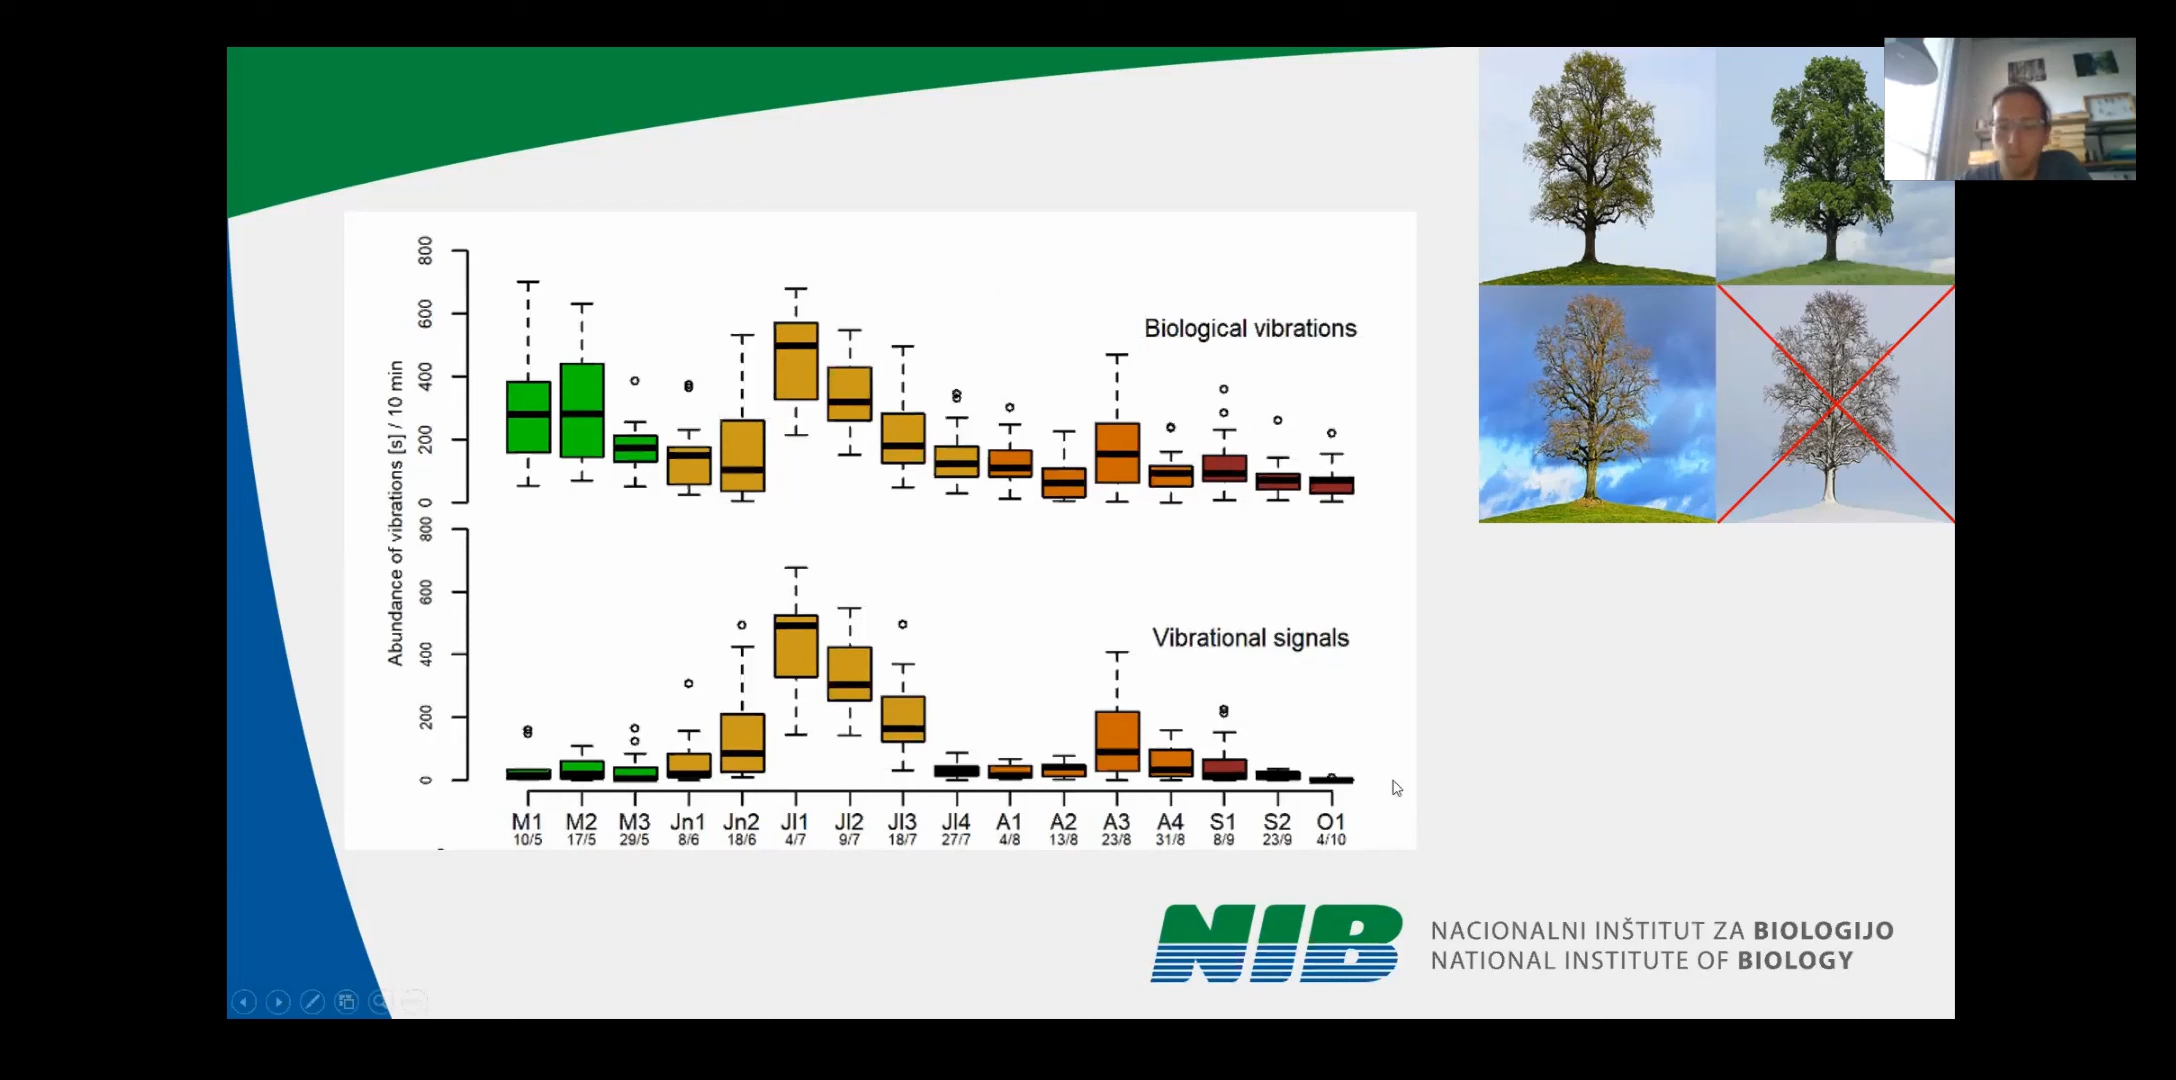 800
600
400
200
0
Biological vibrations
Abundance of vibrations [s] / 10 min
800
600
400
200
0
Vibrational signals
M1 M2 M3 Jn1 Jn2 Jl1 Jl2 Jl3 Jl4 A1 A2 A3 A4 S1 S2 O1
10/5 17/5 29/5 8/6 18/6 4/7 9/7 18/7 27/7 4/8 13/8 23/8 31/8 8/9 23/9 4/10
NIB
NACIONALNI INŠTITUT ZA BIOLOGIJO
NATIONAL INSTITUTE OF BIOLOGY